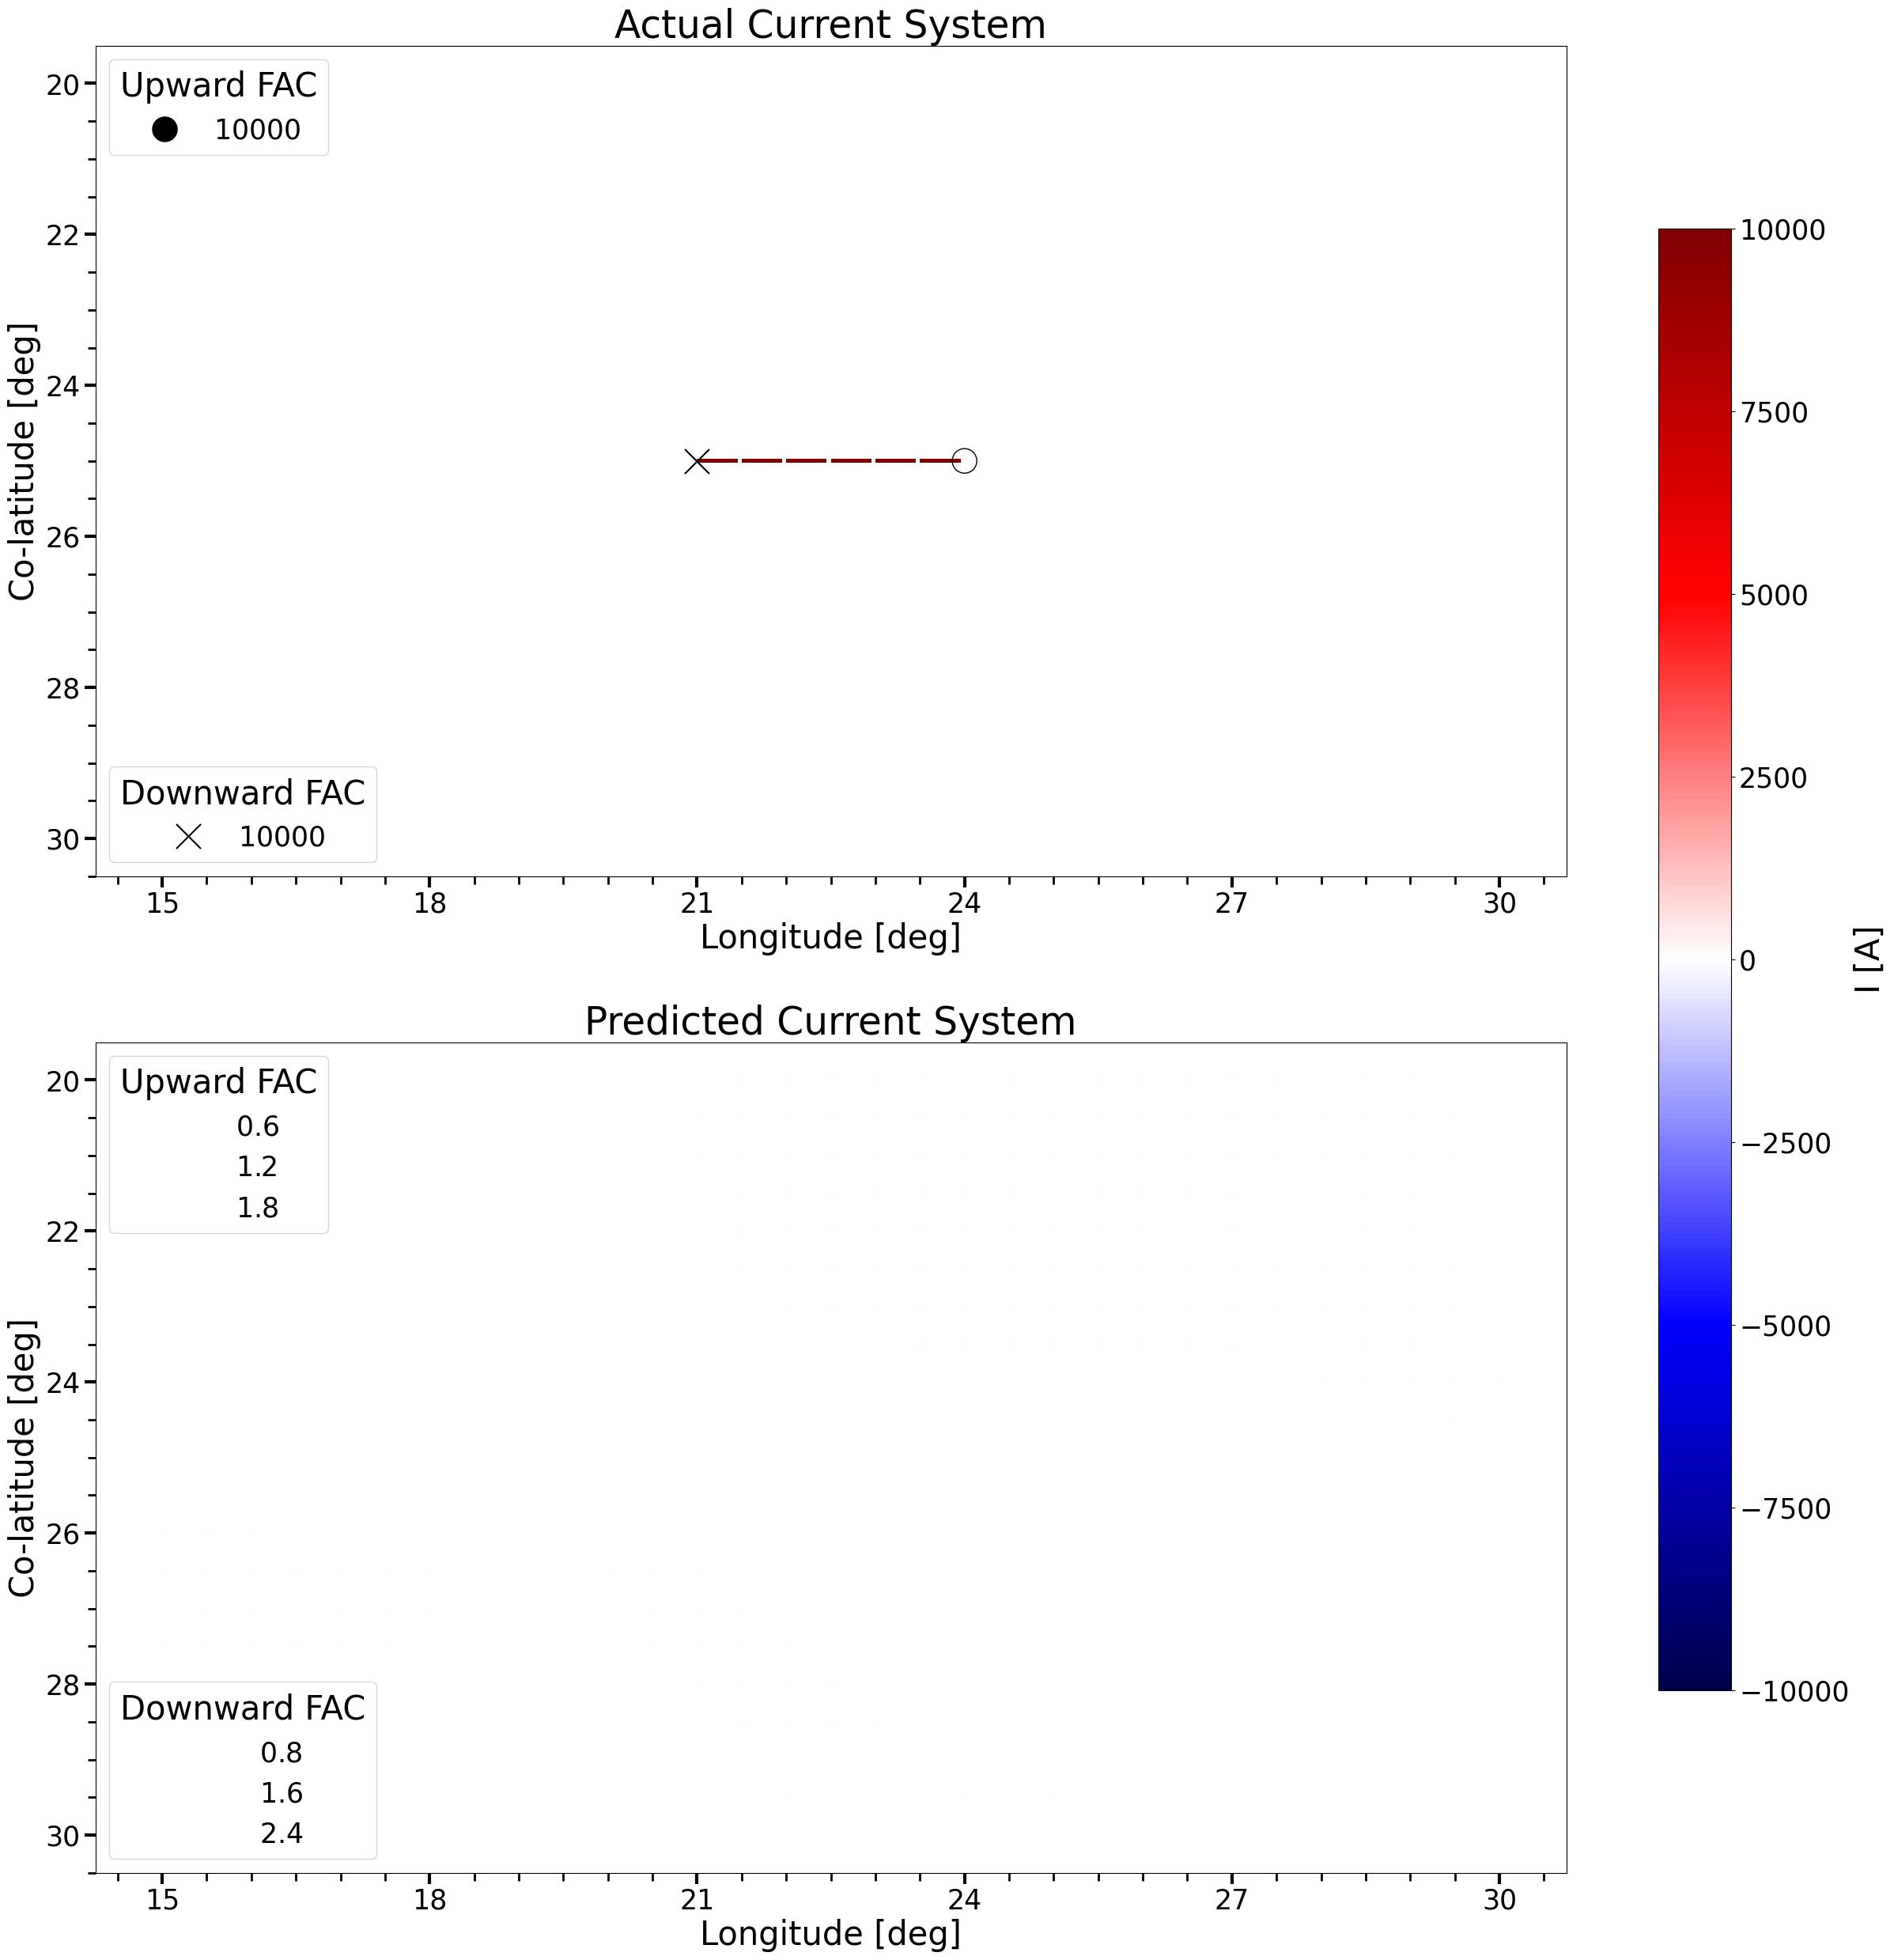 Actual Current System
Upward FAC
10000
20
22
24
26
28
30
Co-latitude [deg]
Downward FAC
10000
15 18 21 24 27 30
Longitude [deg]
Predicted Current System
Upward FAC
0.6
1.2
1.8
20
22
24
26
28
30
Co-latitude [deg]
Downward FAC
0.8
1.6
2.4
15 18 21 24 27 30
Longitude [deg]
10000
7500
5000
2500
0
−2500
−5000
−7500
−10000
I [A]